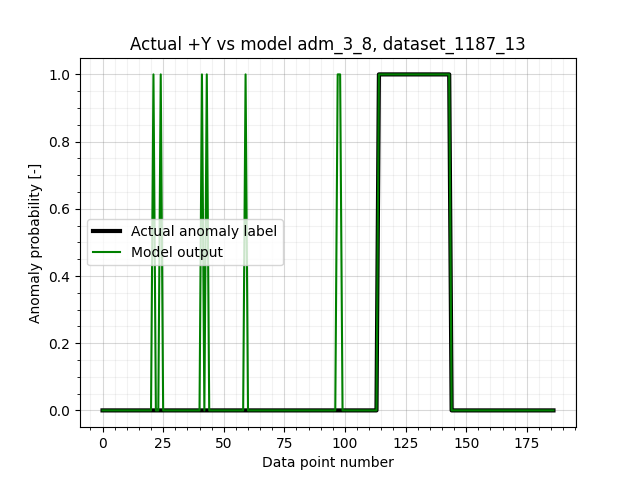 Actual +Y vs model adm_3_8, dataset_1187_13
Anomaly probability [-]
1.0
0.8
0.6
0.4
0.2
0.0
Actual anomaly label
Model output
0 25 50 75 100 125 150 175
Data point number